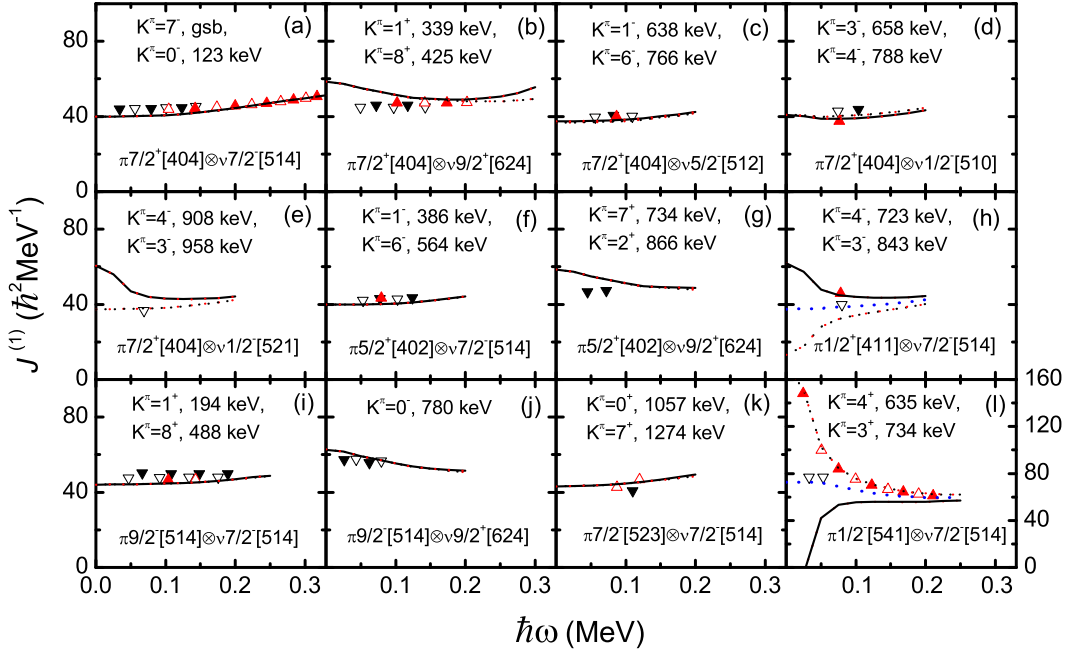 80
40
0
(a)
K^π=7^-, gsb,
K^π=0^-, 123 keV
π7/2^+[404]⊗ν7/2^-[514]
(b)
K^π=1^+, 339 keV,
K^π=8^+, 425 keV
π7/2^+[404]⊗ν9/2^+[624]
(c)
K^π=1^-, 638 keV,
K^π=6^-, 766 keV
π7/2^+[404]⊗ν5/2^-[512]
(d)
K^π=3^-, 658 keV
K^π=4^-, 788 keV
π7/2^+[404]⊗ν1/2^-[510]
J^(1) (ℏ^2MeV^-1)
80
40
0
(e)
K^π=4^-, 908 keV,
K^π=3^-, 958 keV
π7/2^+[404]⊗ν1/2^-[521]
(f)
K^π=1^-, 386 keV,
K^π=6^-, 564 keV
π5/2^+[402]⊗ν7/2^-[514]
(g)
K^π=7^+, 734 keV,
K^π=2^+, 866 keV
π5/2^+[402]⊗ν9/2^+[624]
(h)
K^π=4^-, 723 keV,
K^π=3^-, 843 keV
π1/2^+[411]⊗ν7/2^-[514]
80
40
0
(i)
K^π=1^+, 194 keV,
K^π=8^+, 488 keV
π9/2^-[514]⊗ν7/2^-[514]
(j)
K^π=0^-, 780 keV
π9/2^-[514]⊗ν9/2^+[624]
(k)
K^π=0^+, 1057 keV,
K^π=7^+, 1274 keV
π7/2^-[523]⊗ν7/2^-[514]
(l)
K^π=4^+, 635 keV,
K^π=3^+, 734 keV
π1/2^-[541]⊗ν7/2^-[514]
160
120
80
40
0
0.0 0.1 0.2 0.3 0.1 0.2 0.3 0.1 0.2 0.3 0.1 0.2 0.3
ℏω (MeV)